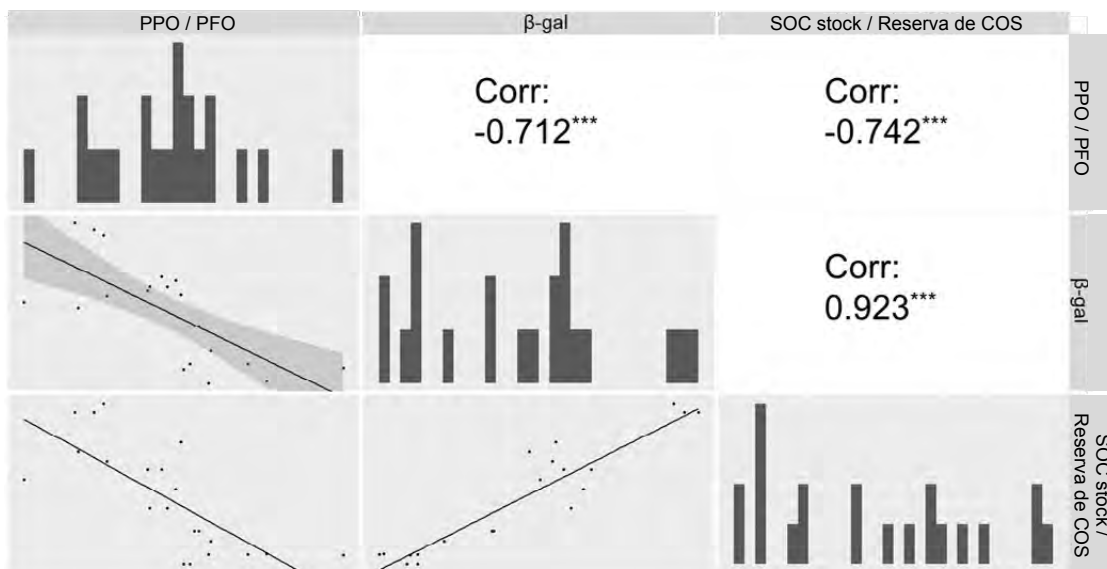 PPO / PFO
β-gal
SOC stock / Reserva de COS
Corr:
-0.712***
Corr:
-0.742***
PPO / PFO
Corr:
0.923***
β-gal
SOC stock /
Reserva de COS